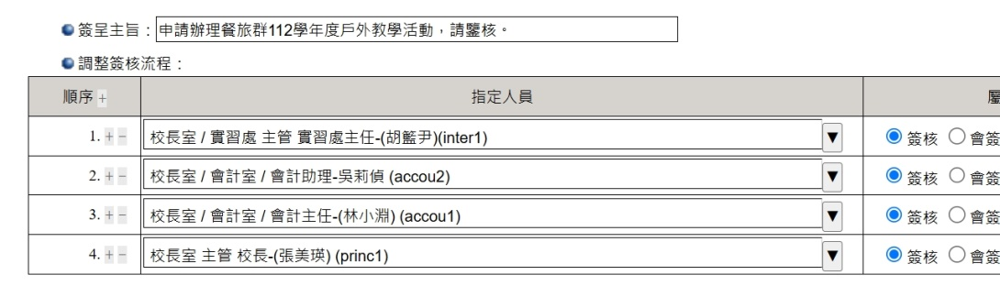 簽呈主旨：申請辦理餐旅群112學年度戶外教學活動，請鑒核。
調整簽核流程：
順序 + 指定人員
1. + − 校長室 / 實習處 主管 實習處主任-(胡籃尹)(inter1) ▼ 簽核 會簽
2. + − 校長室 / 會計室 / 會計助理-吳莉偵 (accou2) ▼ 簽核 會簽
3. + − 校長室 / 會計室 / 會計主任-(林小淵) (accou1) ▼ 簽核 會簽
4. + − 校長室 主管 校長-(張美瑛) (princ1) ▼ 簽核 會簽